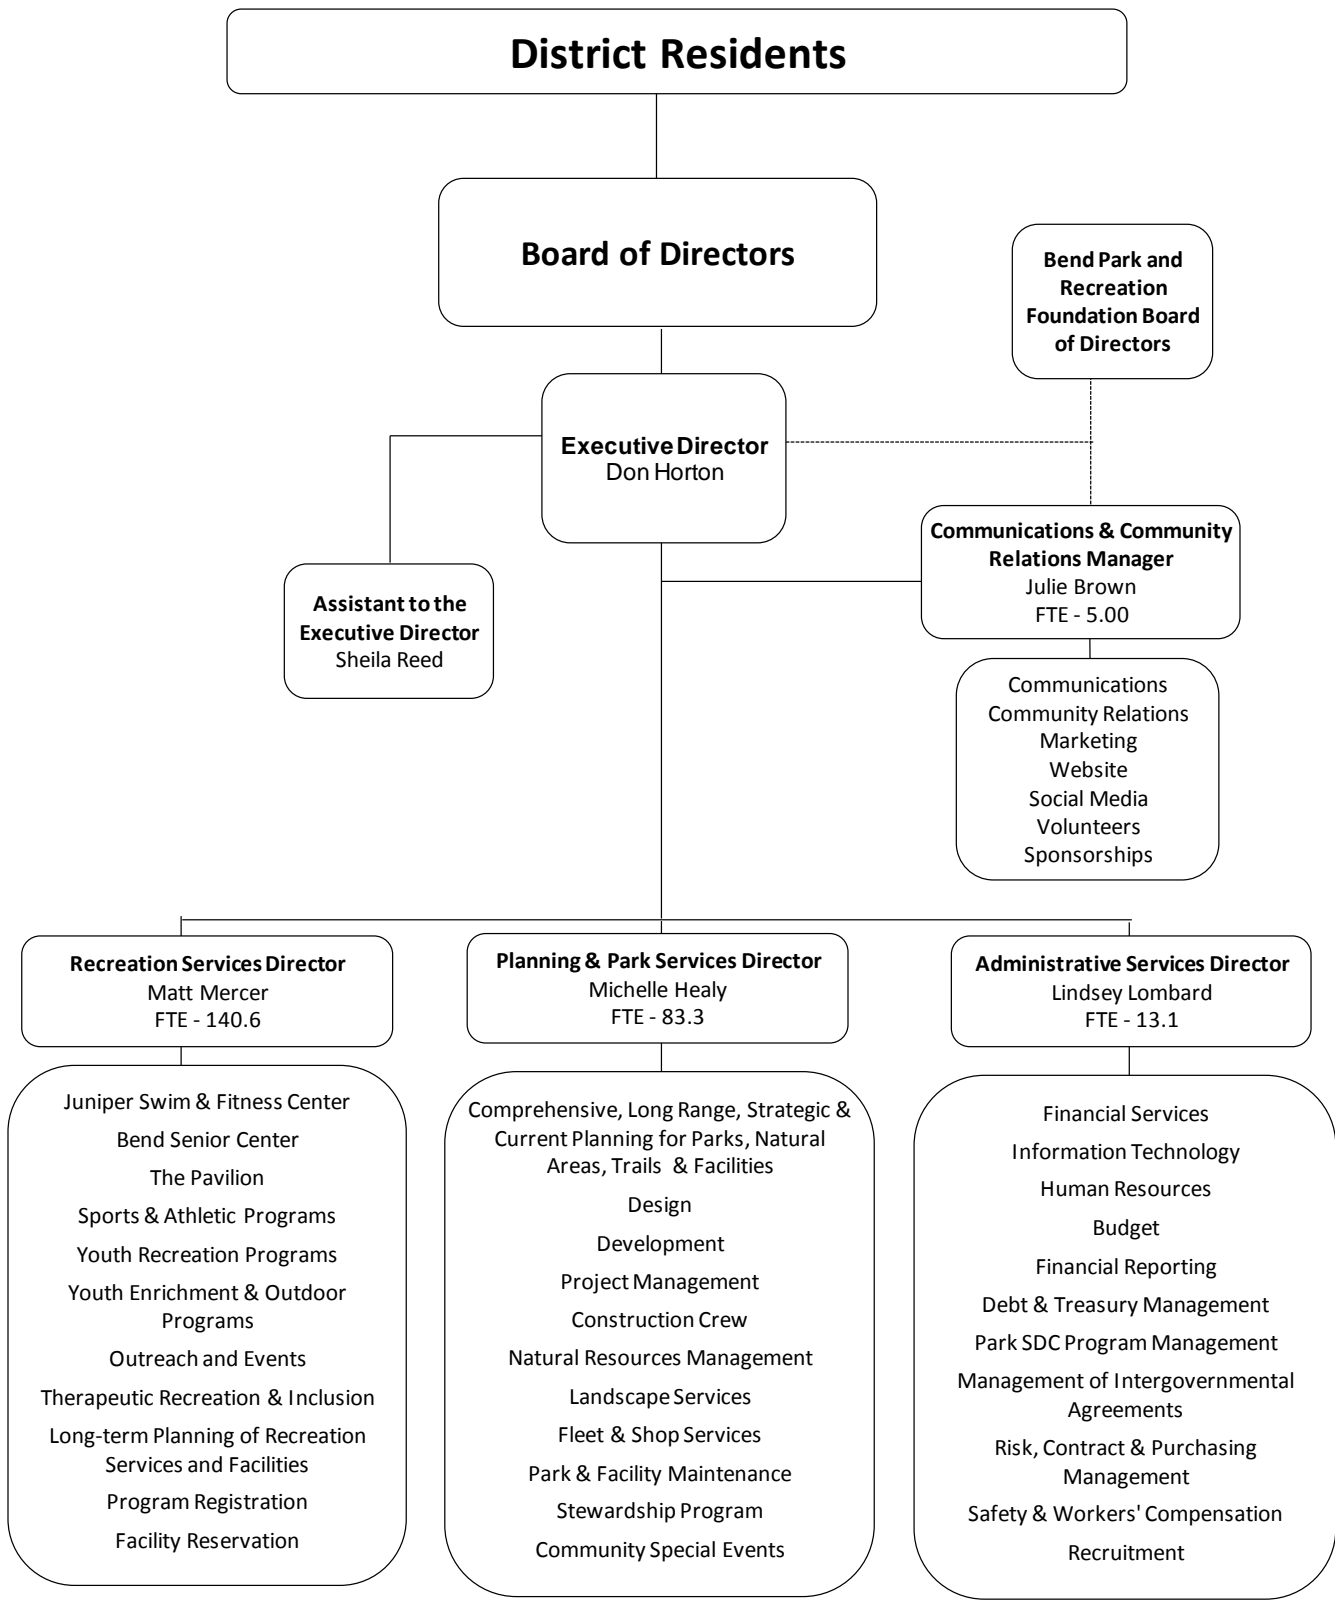 District Residents
Board of Directors
Bend Park and
Recreation
Foundation Board
of Directors
Executive Director
Don Horton
Communications & Community
Relations Manager
Julie Brown
FTE - 5.00
Assistant to the
Executive Director
Sheila Reed
Communications
Community Relations
Marketing
Website
Social Media
Volunteers
Sponsorships
Recreation Services Director
Matt Mercer
FTE - 140.6
Planning & Park Services Director
Michelle Healy
FTE - 83.3
Administrative Services Director
Lindsey Lombard
FTE - 13.1
Juniper Swim & Fitness Center
Bend Senior Center
The Pavilion
Sports & Athletic Programs
Youth Recreation Programs
Youth Enrichment & Outdoor
Programs
Outreach and Events
Therapeutic Recreation & Inclusion
Long-term Planning of Recreation
Services and Facilities
Program Registration
Facility Reservation
Comprehensive, Long Range, Strategic &
Current Planning for Parks, Natural
Areas, Trails & Facilities
Design
Development
Project Management
Construction Crew
Natural Resources Management
Landscape Services
Fleet & Shop Services
Park & Facility Maintenance
Stewardship Program
Community Special Events
Financial Services
Information Technology
Human Resources
Budget
Financial Reporting
Debt & Treasury Management
Park SDC Program Management
Management of Intergovernmental
Agreements
Risk, Contract & Purchasing
Management
Safety & Workers' Compensation
Recruitment